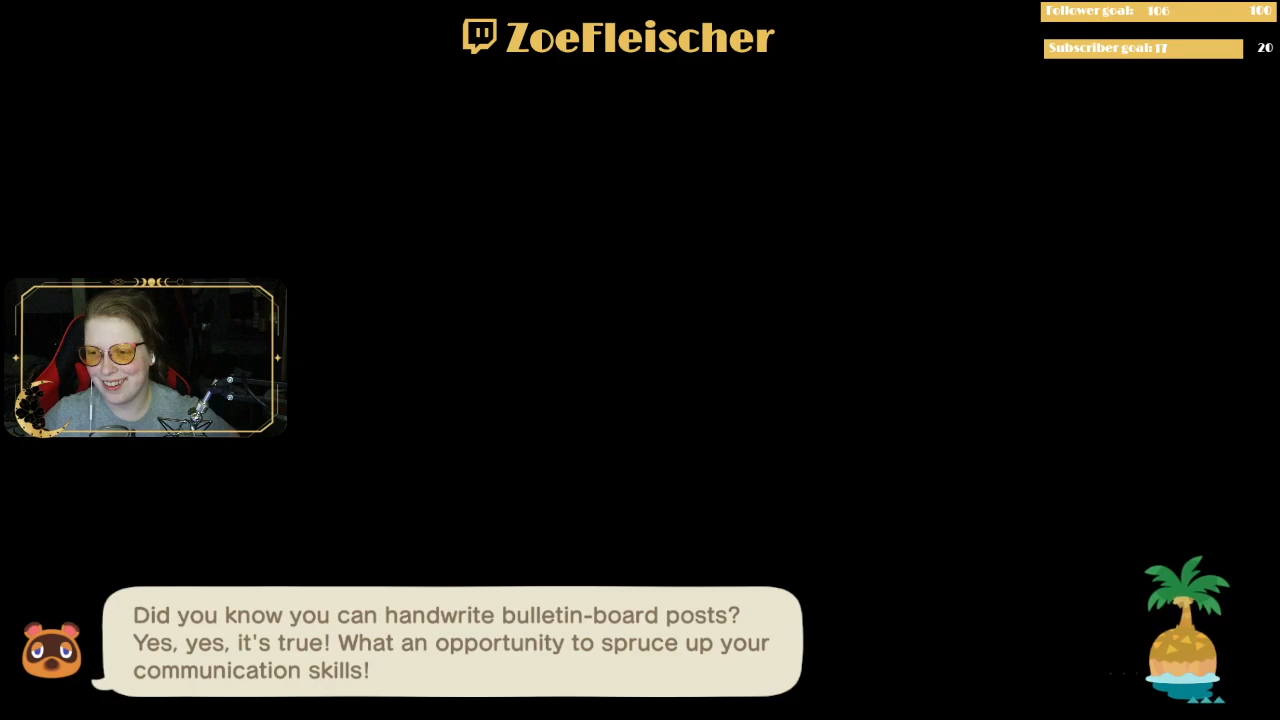 ZoeFleischer
Follower goal: 106 100
Subscriber goal: 17 20
Did you know you can handwrite bulletin-board posts?
Yes, yes, it's true! What an opportunity to spruce up your
communication skills!